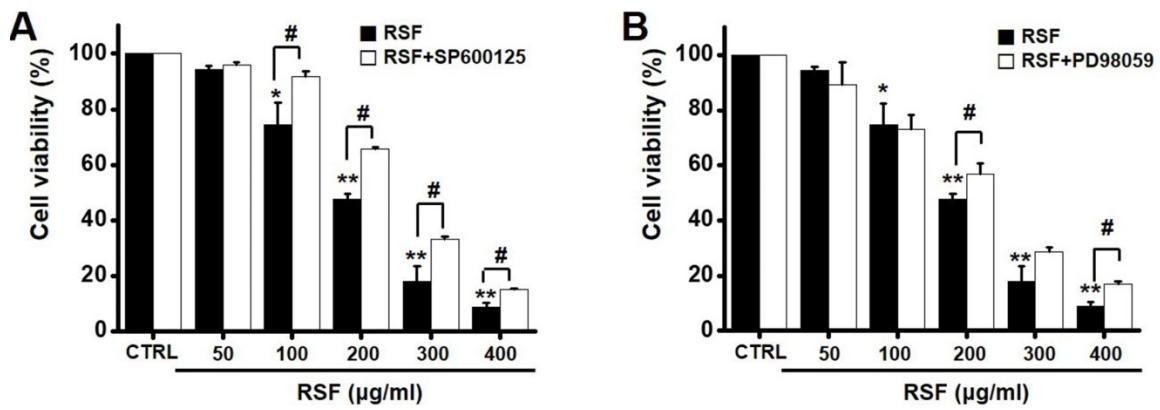 A
Cell viability (%)
100
80
60
40
20
0
RSF
RSF+SP600125
#
*
#
**
#
**
#
**
CTRL 50 100 200 300 400
RSF (µg/ml)
B
Cell viability (%)
100
80
60
40
20
0
RSF
RSF+PD98059
*
#
**
**
#
**
CTRL 50 100 200 300 400
RSF (µg/ml)